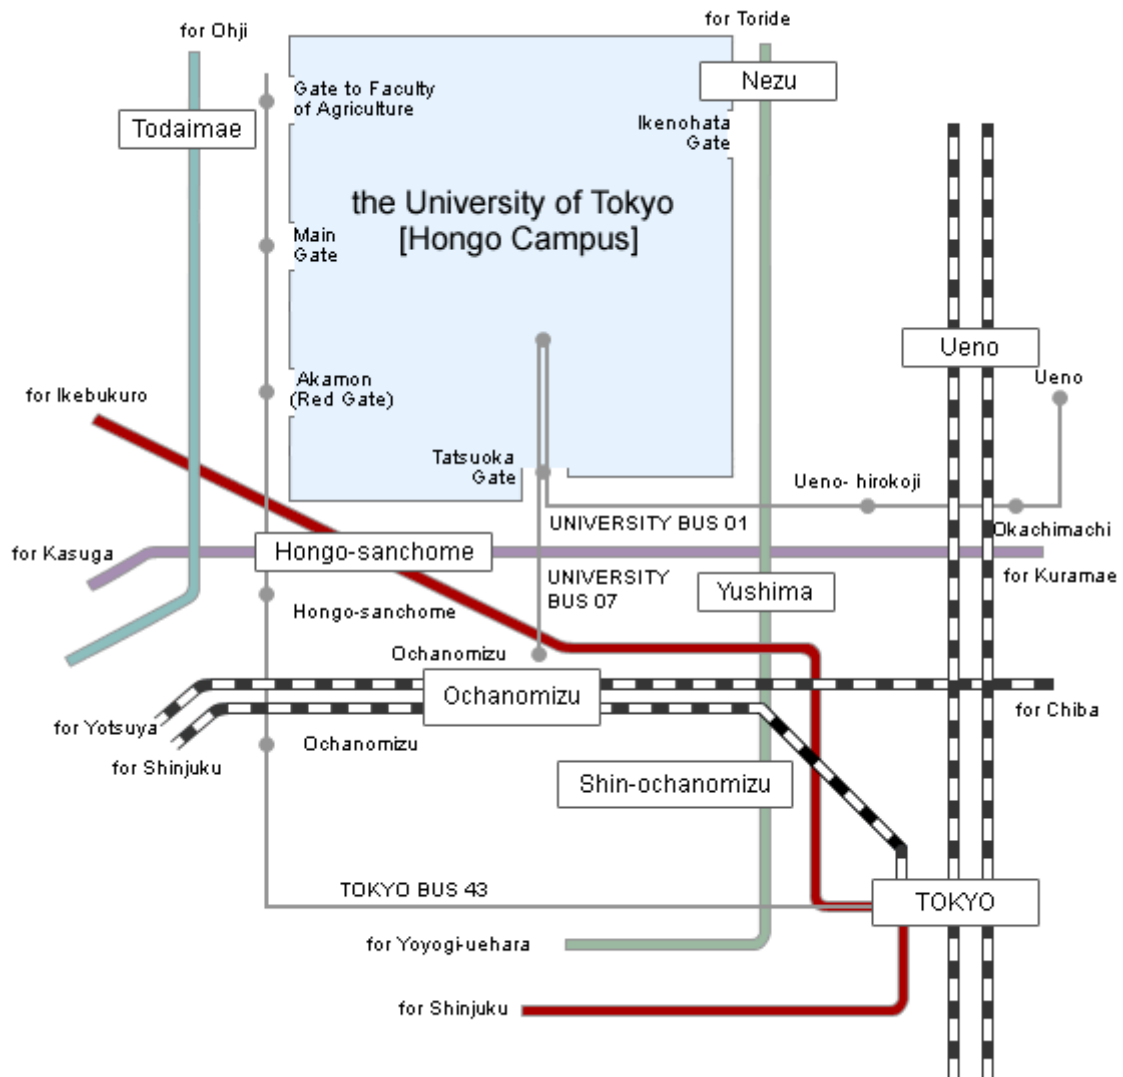 for Toride
for Ohji
Nezu
Gate to Faculty
of Agriculture
Todaimae
Ikenohata
Gate
the University of Tokyo
[Hongo Campus]
Main
Gate
Ueno
Ueno
Akamon
(Red Gate)
for Ikebukuro
Tatsuoka
Gate
Ueno- hirokoji
UNIVERSITY BUS 01
Okachimachi
for Kasuga
Hongo-sanchome
for Kuramae
UNIVERSITY
BUS 07
Yushima
Hongo-sanchome
Ochanomizu
Ochanomizu
for Chiba
for Yotsuya
Ochanomizu
for Shinjuku
Shin-ochanomizu
TOKYO BUS 43
TOKYO
for Yoyogi-uehara
for Shinjuku